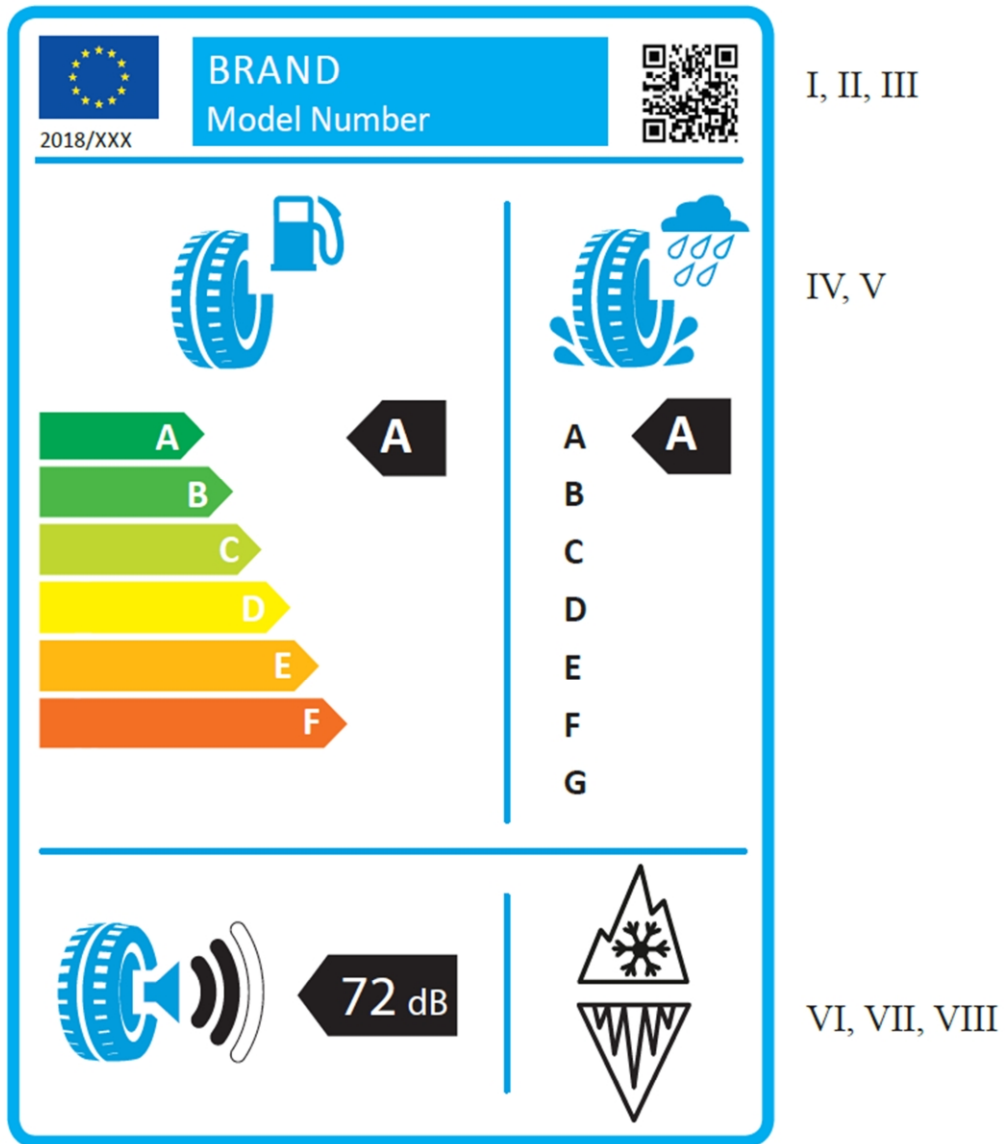 BRAND
Model Number
2018/XXX
I, II, III
IV, V
A
A
A
A
B
B
C
C
D
D
E
E
F
F
G
72 dB
VI, VII, VIII